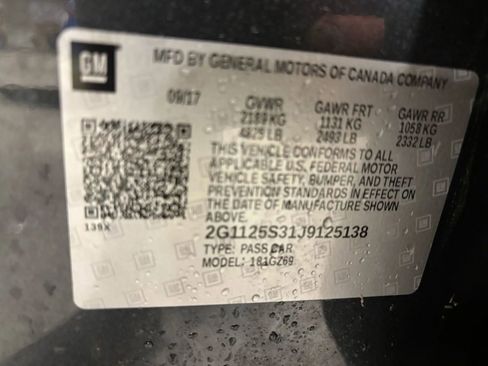 GM
MFD BY GENERAL MOTORS OF CANADA COMPANY
09/17 GVWR GAWR FRT GAWR RR
2189 KG 1131 KG 1058 KG
4825 LB 2493 LB 2332 LB
THIS VEHICLE CONFORMS TO ALL
APPLICABLE U.S. FEDERAL MOTOR
VEHICLE SAFETY, BUMPER, AND THEFT
PREVENTION STANDARDS IN EFFECT ON
THE DATE OF MANUFACTURE SHOWN
ABOVE.
139X
2G1125S31J9125138
TYPE: PASS CAR
MODEL: 181GZ69